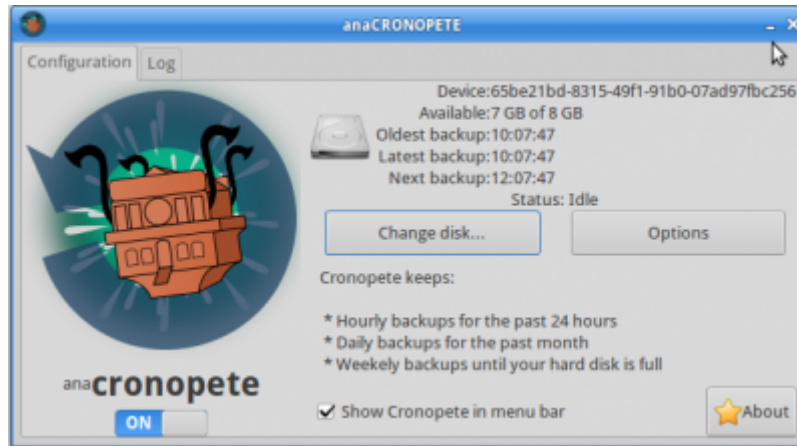 anaCRONOPETE
Configuration
Log
Device:65be21bd-8315-49f1-91b0-07ad97fbc256
Available:7 GB of 8 GB
Oldest backup:10:07:47
Latest backup:10:07:47
Next backup:12:07:47
Status: Idle
Change disk...
Options
Cronopete keeps:
* Hourly backups for the past 24 hours
* Daily backups for the past month
* Weekely backups until your hard disk is full
anacronopete
ON
Show Cronopete in menu bar
About